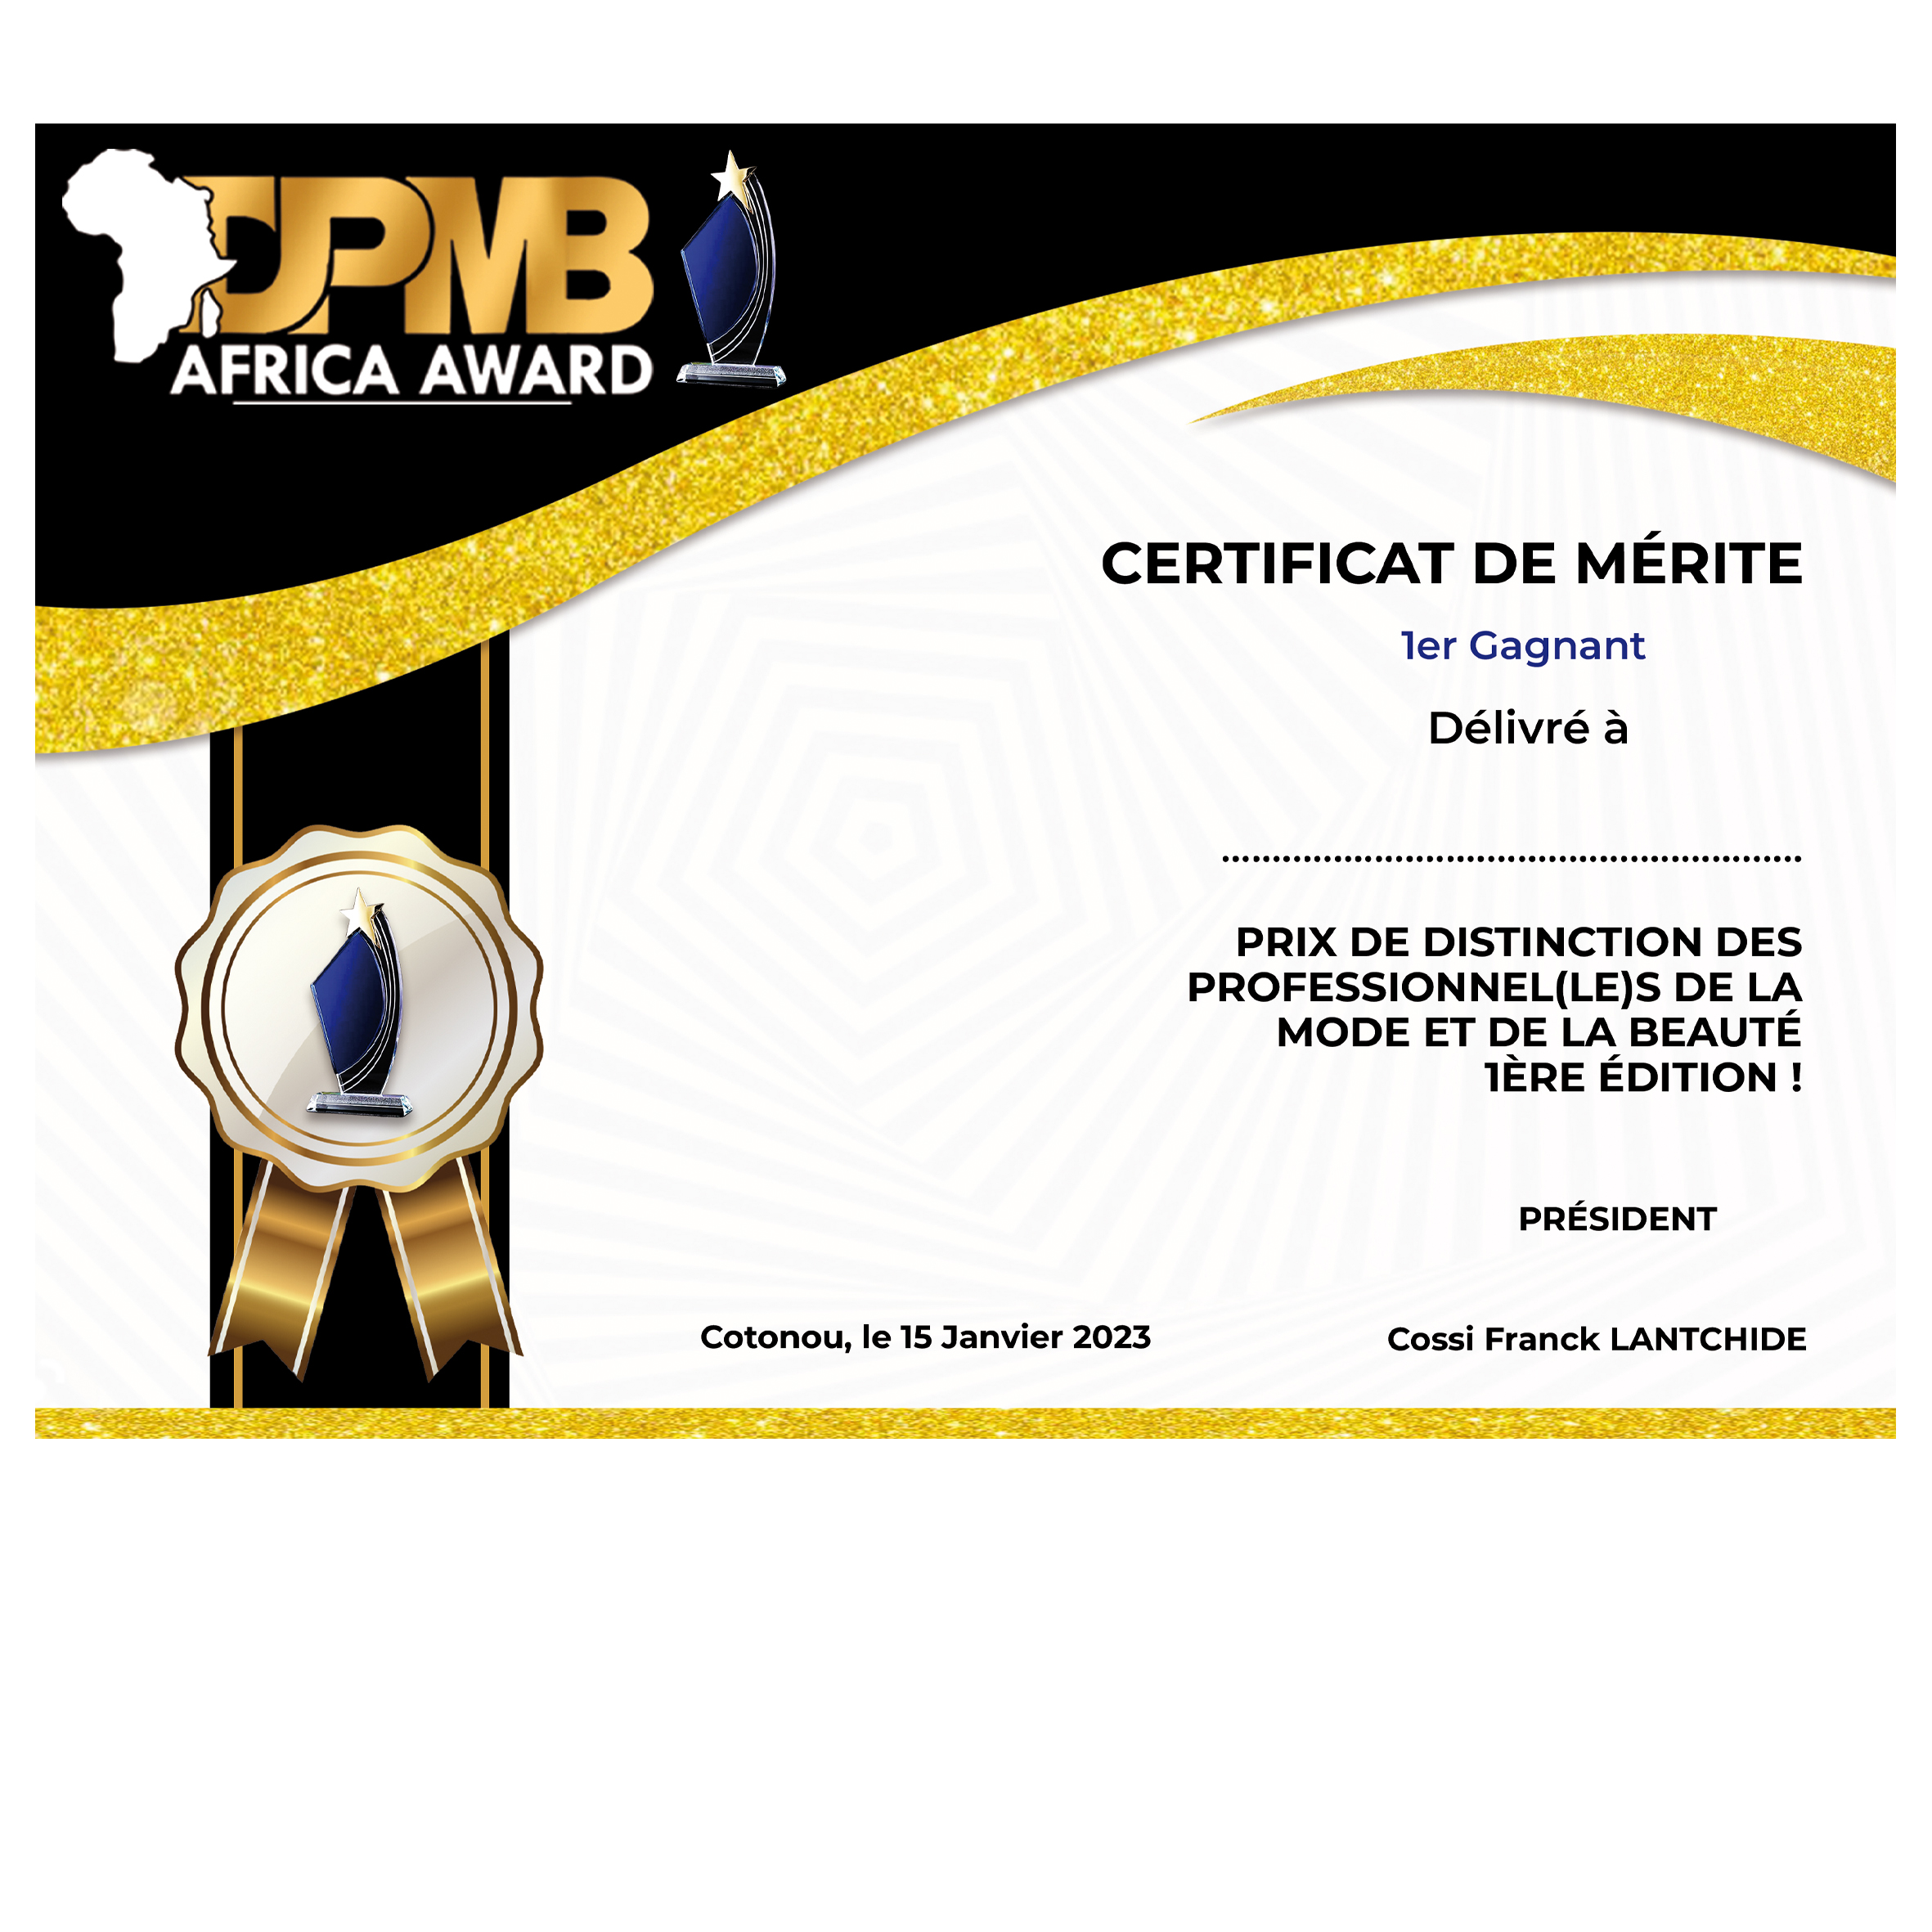 DPMB
AFRICA AWARD
CERTIFICAT DE MÉRITE
1er Gagnant
Délivré à
..........................................................
PRIX DE DISTINCTION DES
PROFESSIONNEL(LE)S DE LA
MODE ET DE LA BEAUTÉ
1ÈRE ÉDITION !
PRÉSIDENT
Cotonou, le 15 Janvier 2023
Cossi Franck LANTCHIDE